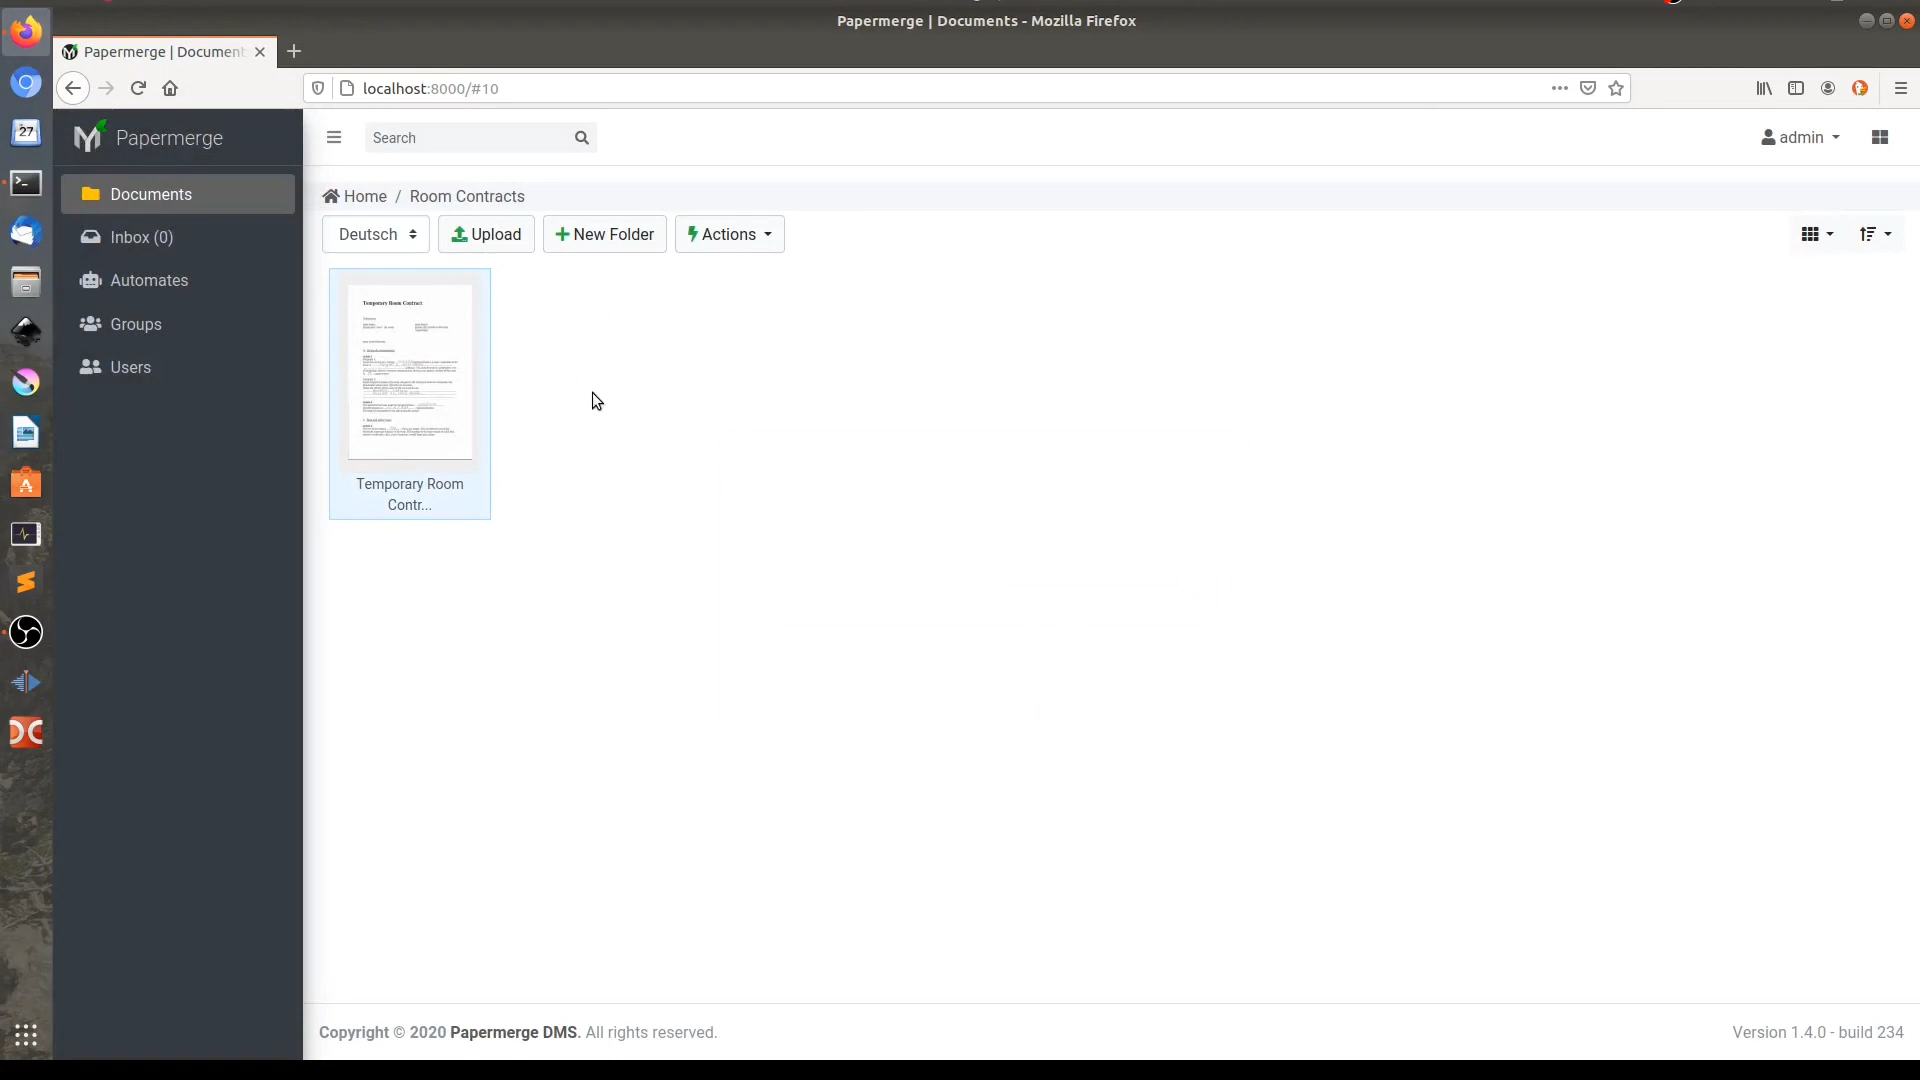 Papermerge | Documents - Mozilla Firefox
Papermerge | Document
localhost:8000/#10
27
Papermerge
Search
admin
Documents
Home / Room Contracts
Inbox (0)
Deutsch
Upload
New Folder
Actions
Automates
Groups
Users
Temporary Room Contract
Temporary Room
Contr...
Copyright © 2020 Papermerge DMS. All rights reserved.
Version 1.4.0 - build 234